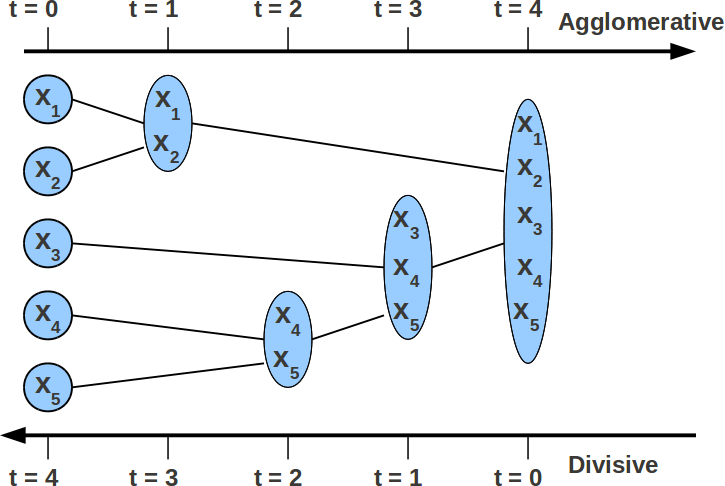 t = 0 t = 1 t = 2 t = 3 t = 4
Agglomerative
x1 x1
x2 x2
x3
x4
x5
x4
x5
x3
x4
x5
x1
x2
x3
x4
x5
t = 4 t = 3 t = 2 t = 1 t = 0
Divisive